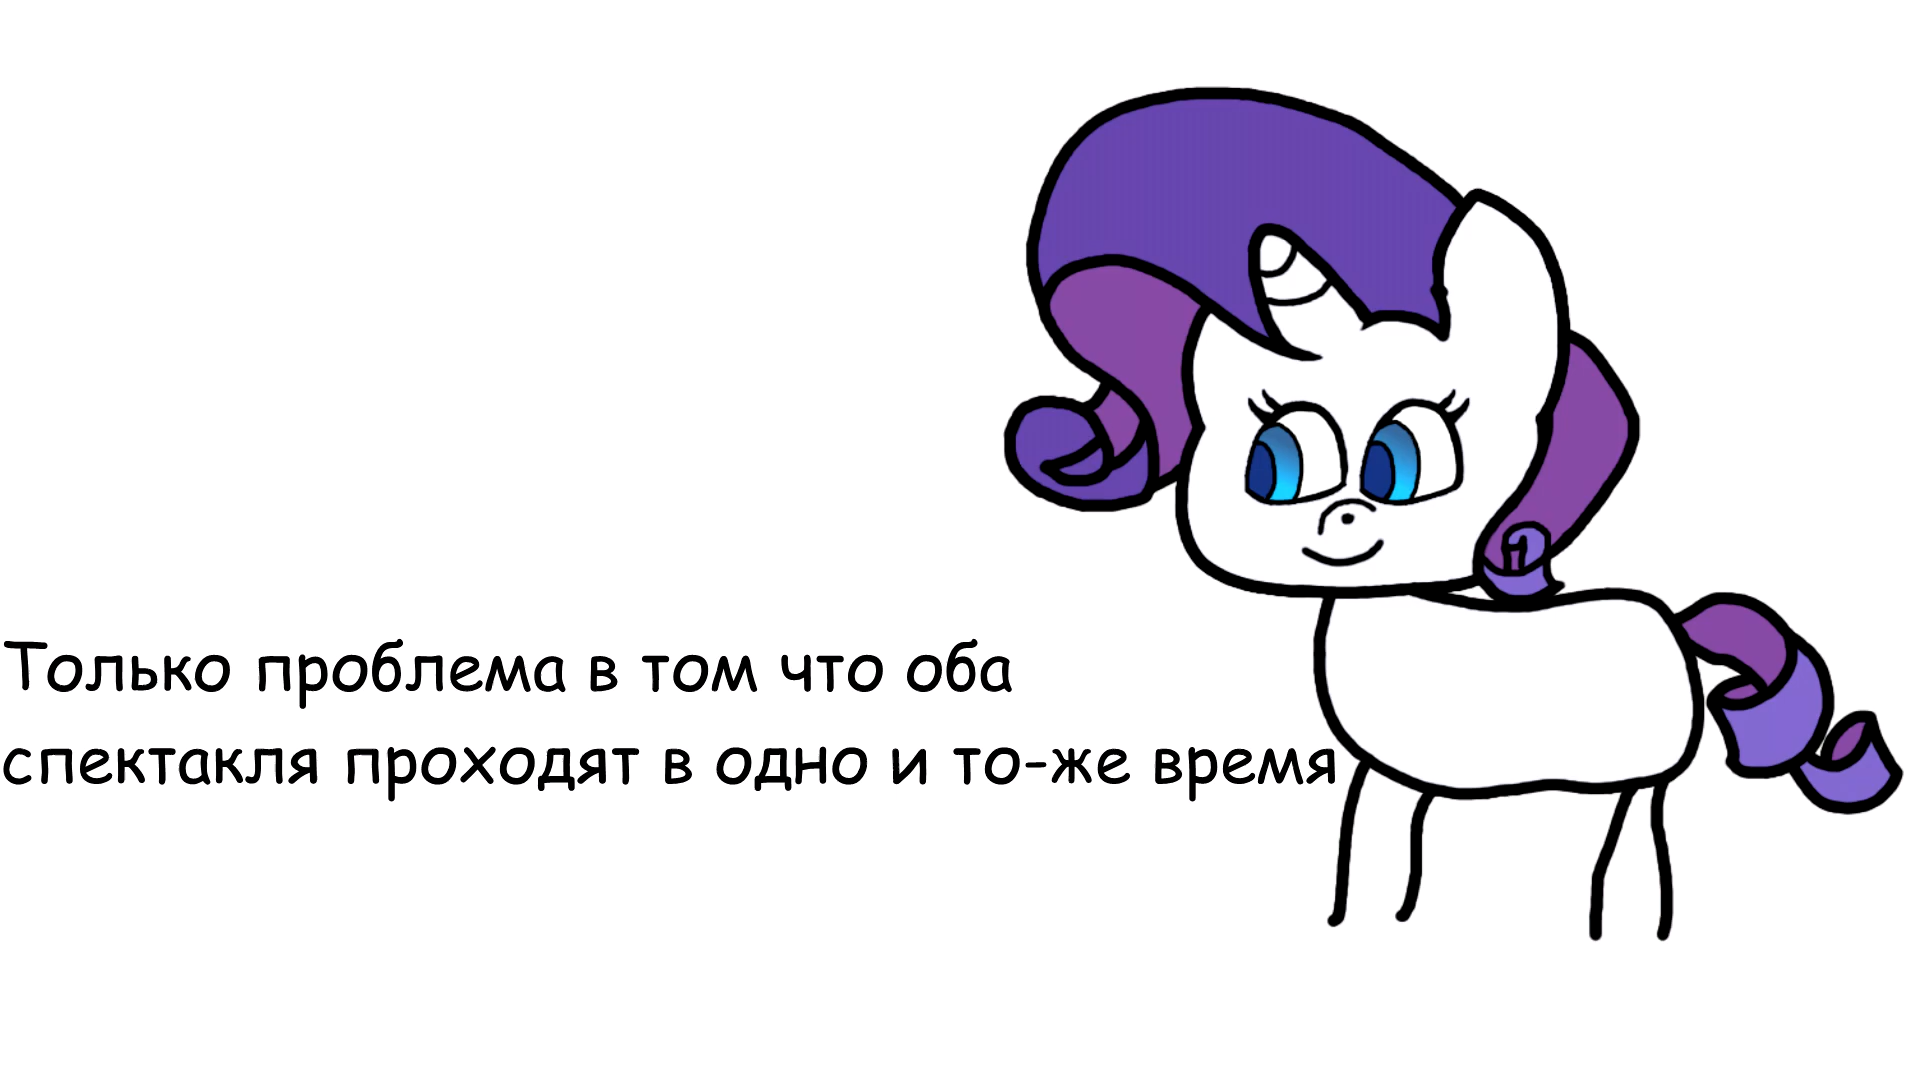 Только проблема в том что оба
спектакля проходят в одно и то-же время